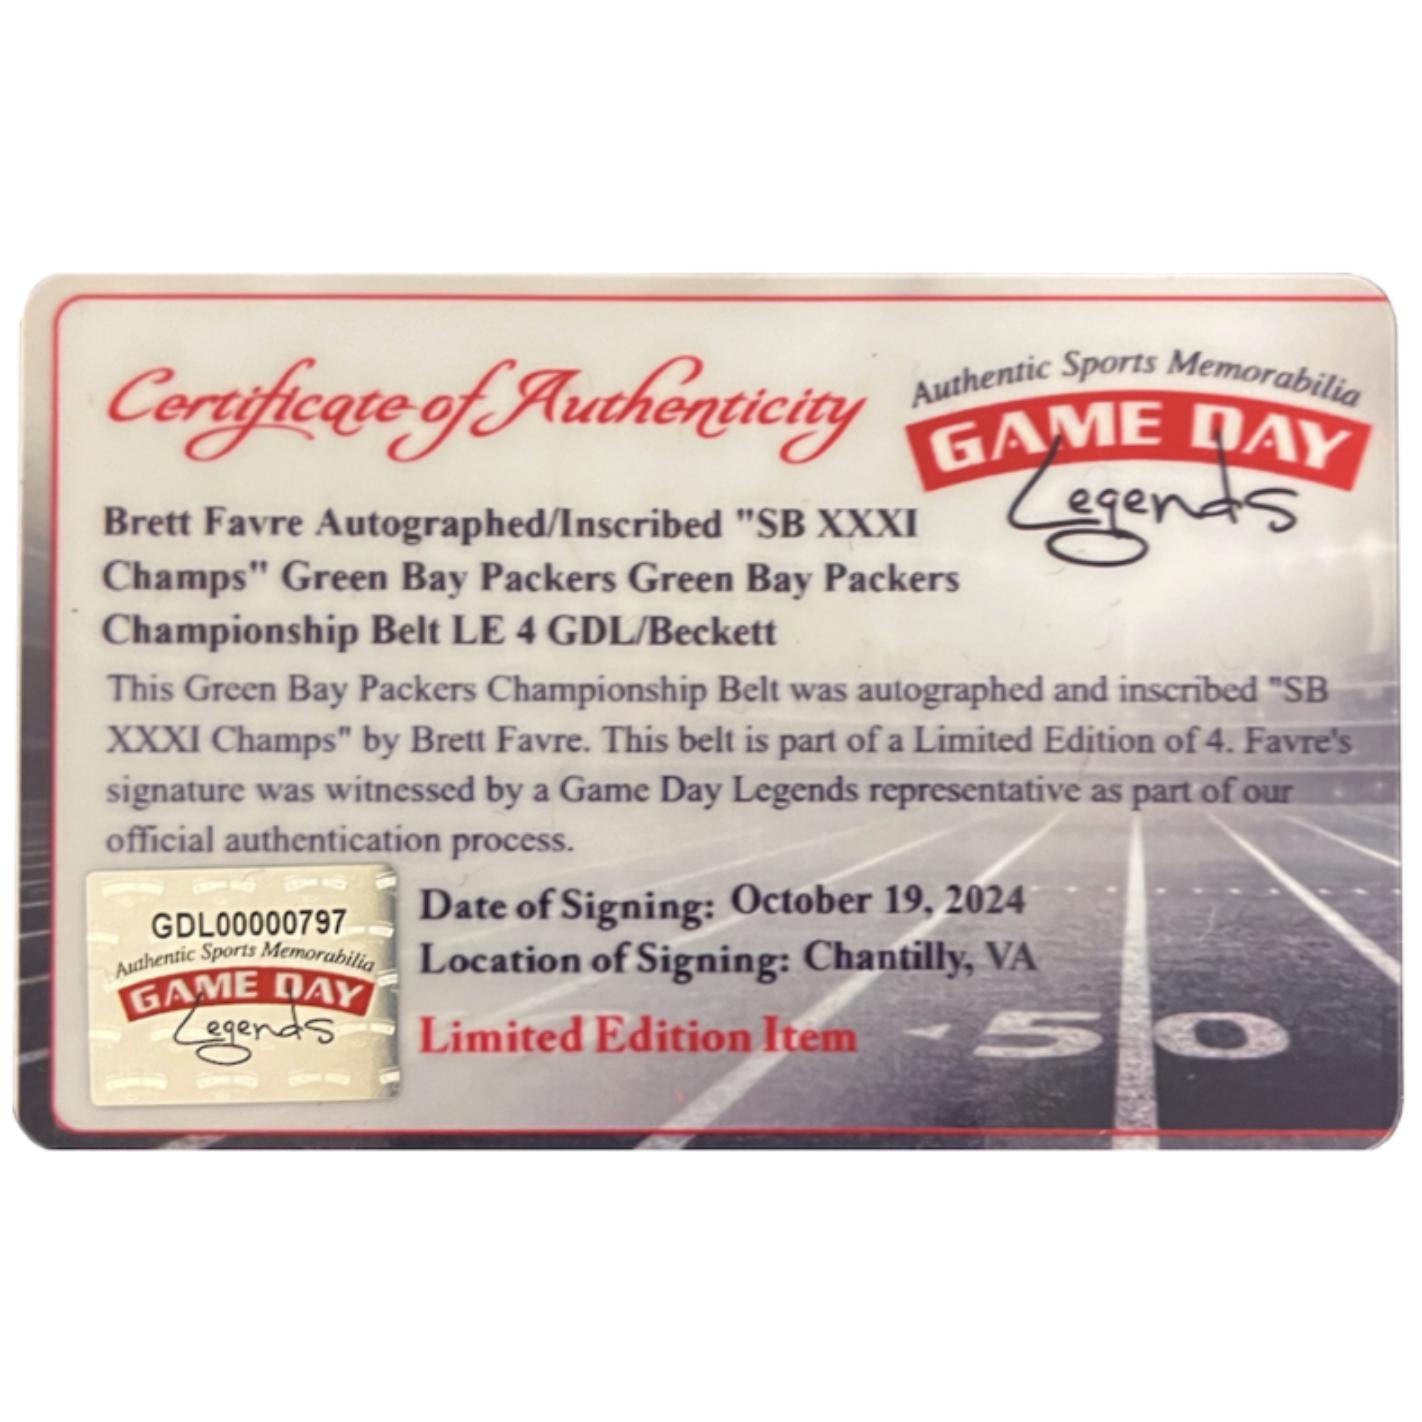 Certificate of Authenticity
Authentic Sports Memorabilia
GAME DAY
Legends
Brett Favre Autographed/Inscribed "SB XXXI
Champs" Green Bay Packers Green Bay Packers
Championship Belt LE 4 GDL/Beckett
This Green Bay Packers Championship Belt was autographed and inscribed "SB
XXXI Champs" by Brett Favre. This belt is part of a Limited Edition of 4. Favre's
signature was witnessed by a Game Day Legends representative as part of our
official authentication process.
GDL00000797
Authentic Sports Memorabilia
GAME DAY
Legends
Date of Signing: October 19, 2024
Location of Signing: Chantilly, VA
Limited Edition Item
50